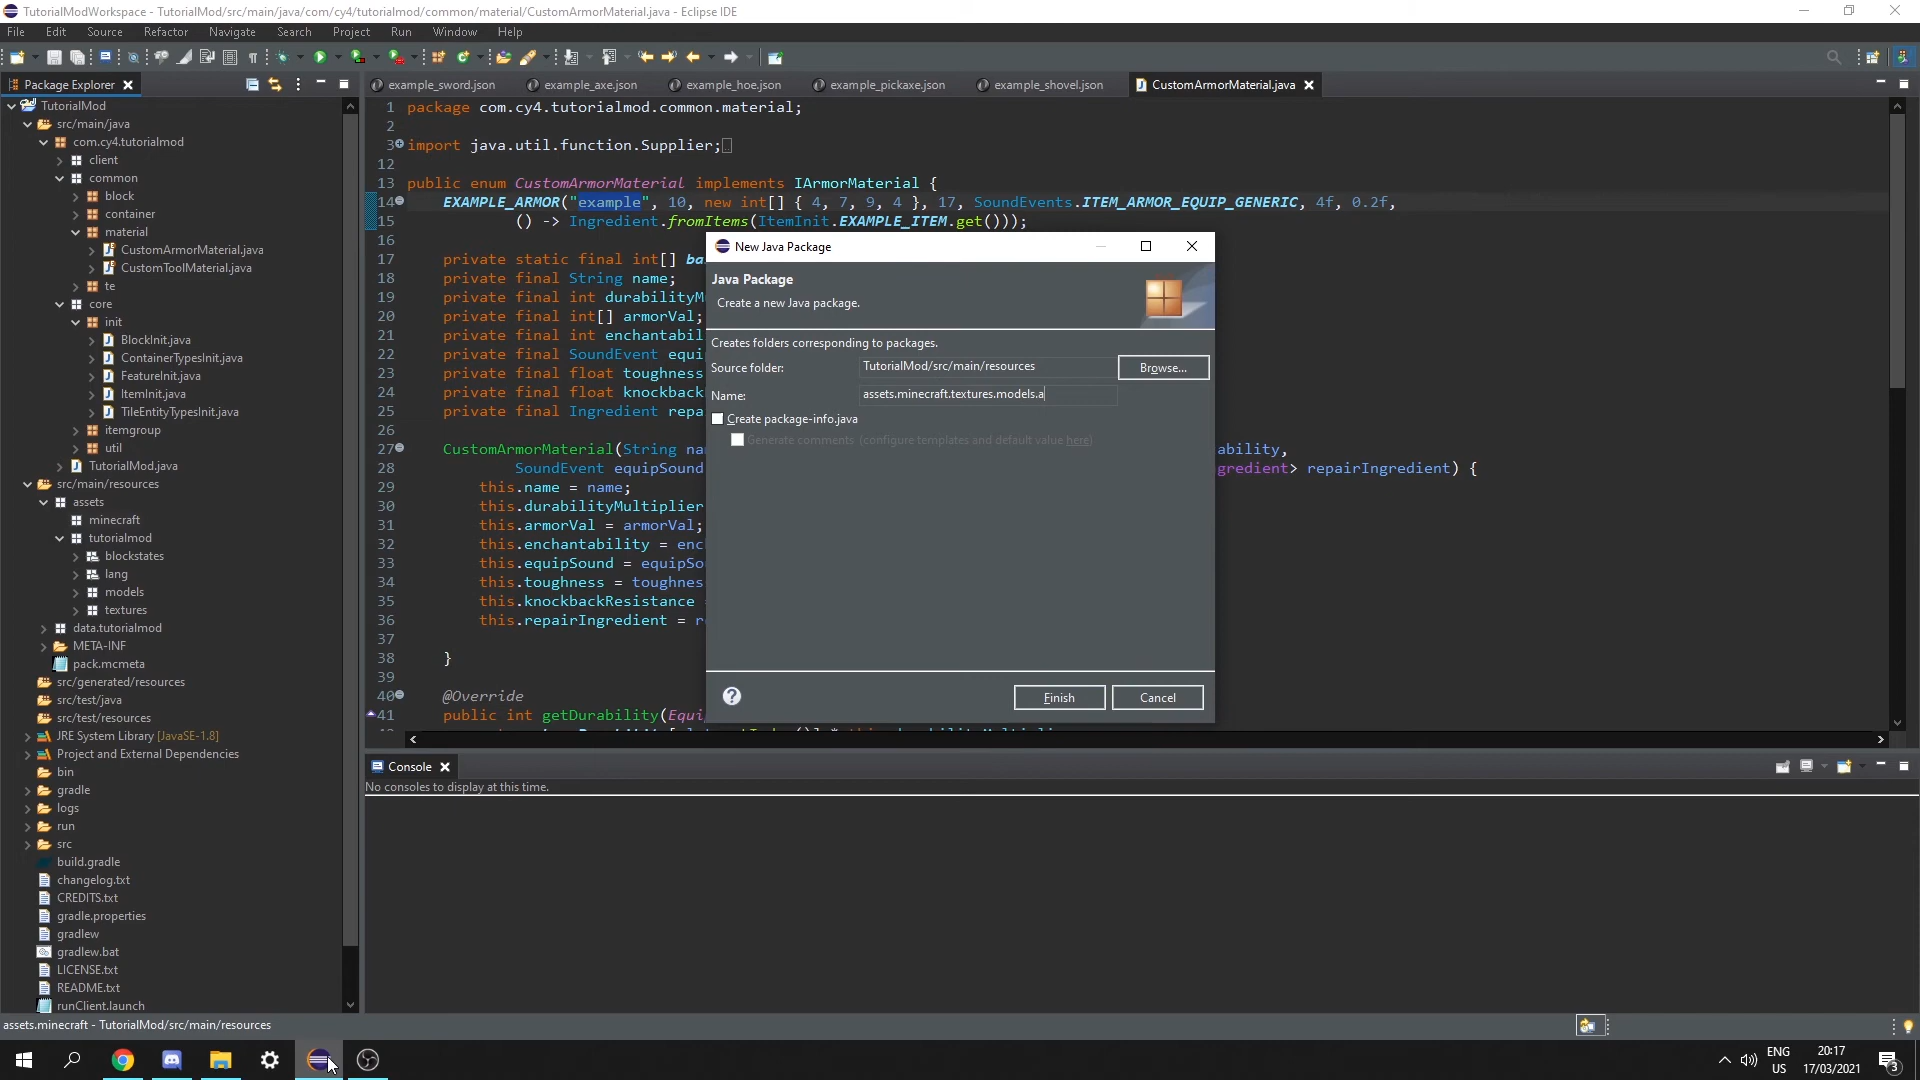 TutorialModWorkspace - TutorialMod/src/main/java/com/cy4/tutorialmod/common/material/CustomArmorMaterial.java - Eclipse IDE
File Edit Source Refactor Navigate Search Project Run Window Help
Package Explorer
example_sword.json example_axe.json example_hoe.json example_pickaxe.json example_shovel.json CustomArmorMaterial.java
TutorialMod
src/main/java
com.cy4.tutorialmod
client
common
block
container
material
CustomArmorMaterial.java
CustomToolMaterial.java
te
core
init
BlockInit.java
ContainerTypesInit.java
FeatureInit.java
ItemInit.java
TileEntityTypesInit.java
itemgroup
util
TutorialMod.java
src/main/resources
assets
minecraft
tutorialmod
blockstates
lang
models
textures
data.tutorialmod
META-INF
pack.mcmeta
src/generated/resources
src/test/java
src/test/resources
JRE System Library [JavaSE-1.8]
Project and External Dependencies
bin
gradle
logs
run
src
build.gradle
changelog.txt
CREDITS.txt
gradle.properties
gradlew
gradlew.bat
LICENSE.txt
README.txt
runClient.launch
1 package com.cy4.tutorialmod.common.material;
2
3 import java.util.function.Supplier;
12
13 public enum CustomArmorMaterial implements IArmorMaterial {
14 EXAMPLE_ARMOR("example", 10, new int[] { 4, 7, 9, 4 }, 17, SoundEvents.ITEM_ARMOR_EQUIP_GENERIC, 4f, 0.2f,
15 () -> Ingredient.fromItems(ItemInit.EXAMPLE_ITEM.get()));
16
17 private static final int[] ba
18 private final String name;
19 private final int durabilityM
20 private final int[] armorVal;
21 private final int enchantabil
22 private final SoundEvent equi
23 private final float toughness
24 private final float knockback
25 private final Ingredient repa
26
27 CustomArmorMaterial(String na ability,
28 SoundEvent equipSound gredient> repairIngredient) {
29 this.name = name;
30 this.durabilityMultiplier
31 this.armorVal = armorVal;
32 this.enchantability = enc
33 this.equipSound = equipSo
34 this.toughness = toughnes
35 this.knockbackResistance
36 this.repairIngredient = r
37
38 }
39
40 @Override
41 public int getDurability(Equi
New Java Package
Java Package
Create a new Java package.
Creates folders corresponding to packages.
Source folder: TutorialMod/src/main/resources Browse...
Name: assets.minecraft.textures.models.a
Create package-info.java
Generate comments (configure templates and default value here)
Finish Cancel
Console
No consoles to display at this time.
assets.minecraft - TutorialMod/src/main/resources
ENG
US
20:17
17/03/2021
3